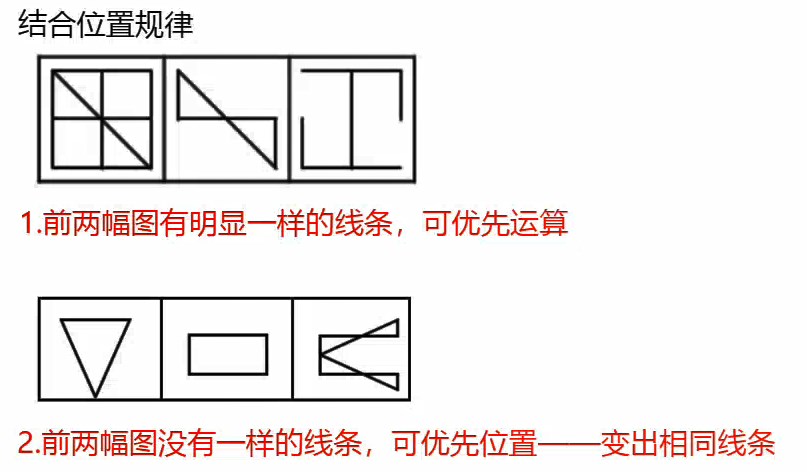 结合位置规律
1.前两幅图有明显一样的线条，可优先运算
2.前两幅图没有一样的线条，可优先位置——变出相同线条